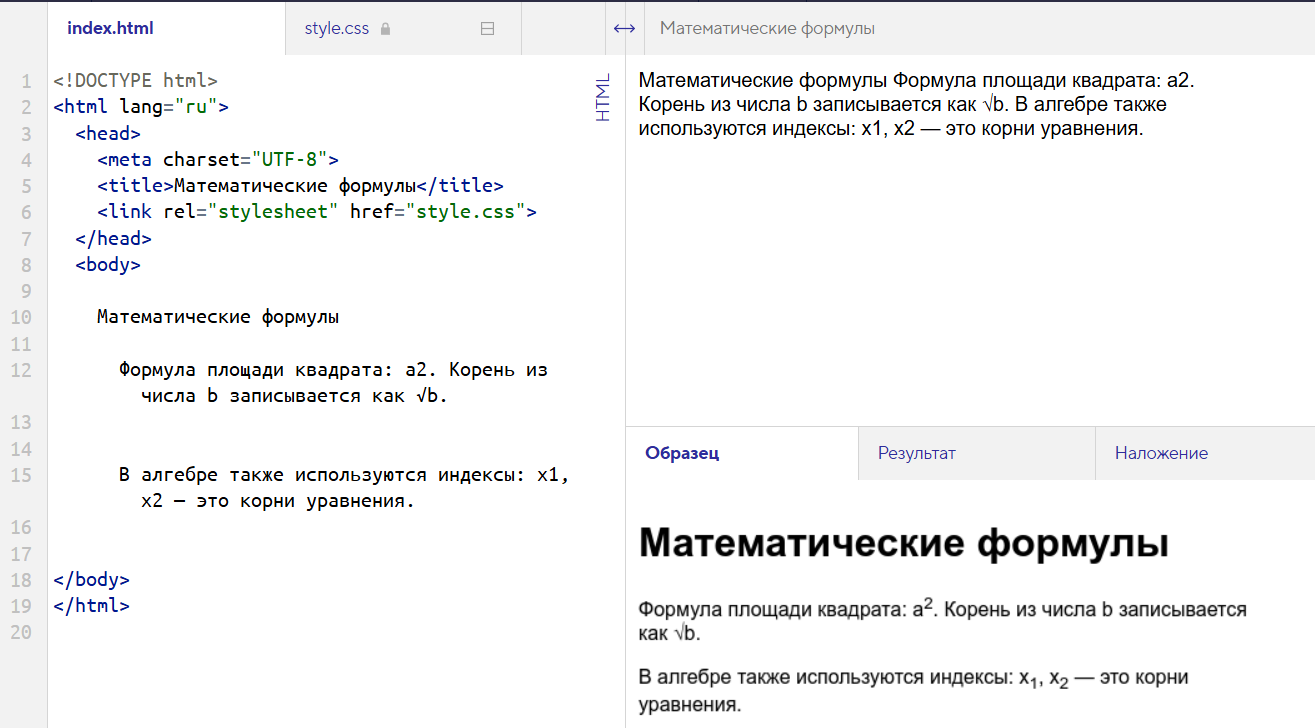 index.html
style.css
Математические формулы
HTML
1 <!DOCTYPE html>
2 <html lang="ru">
3 <head>
4 <meta charset="UTF-8">
5 <title>Математические формулы</title>
6 <link rel="stylesheet" href="style.css">
7 </head>
8 <body>
9
10 Математические формулы
11
12 Формула площади квадрата: a2. Корень из
числа b записывается как √b.
13
14
15 В алгебре также используются индексы: x1,
x2 — это корни уравнения.
16
17
18 </body>
19 </html>
20
Математические формулы Формула площади квадрата: a2.
Корень из числа b записывается как √b. В алгебре также
используются индексы: x1, x2 — это корни уравнения.
Образец
Результат
Наложение
Математические формулы
Формула площади квадрата: a². Корень из числа b записывается
как √b.
В алгебре также используются индексы: x₁, x₂ — это корни
уравнения.